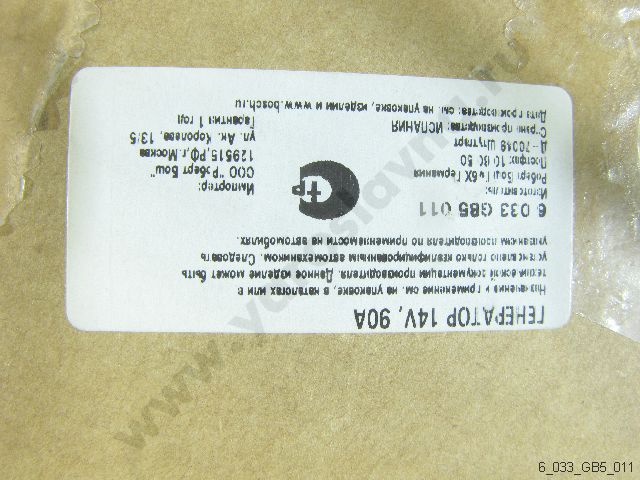 ГЕНЕРАТОР 14V, 90A
Назначение и применение см. на упаковке, в каталогах или в
технической документации производителя. Данное изделие может быть
установлено только квалифицированным автомехаником. Следовать
указаниям производителя по применяемости на автомобилях.
6 033 GB5 011
Изготовитель:
Роберт Бош ГмбХ Германия
Постфах 10 60 50
Д-70049 Штутгарт
Страна производства: ИСПАНИЯ
Дата производства: см. на упаковке, изделии и www.bosch.ru
Импортер:
ООО "Роберт Бош"
129515,РФ,г.Москва
ул. Ак. Королева, 13/5
Гарантия 1 год
6_033_GB5_011